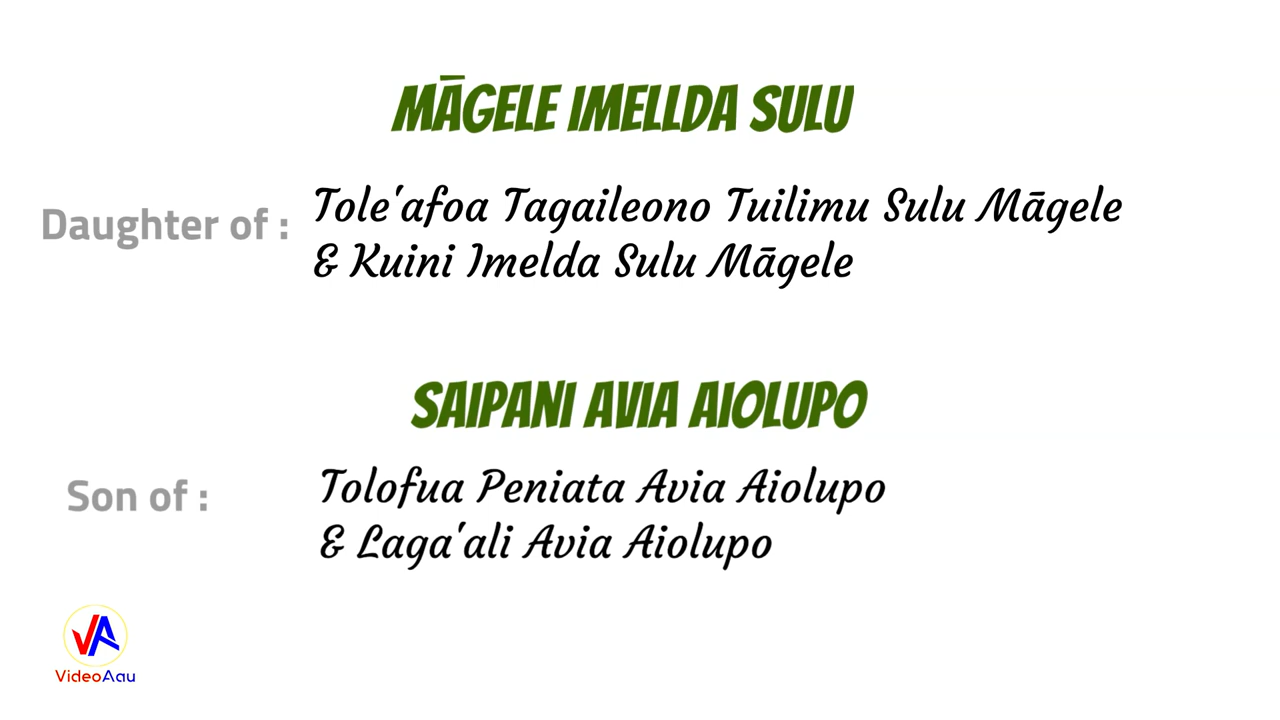 MĀGELE IMELLDA SULU
Daughter of :
Tole'afoa Tagaileono Tuilimu Sulu Māgele
& Kuini Imelda Sulu Māgele
SAIPANI AVIA AIOLUPO
Son of :
Tolofua Peniata Avia Aiolupo
& Laga'ali Avia Aiolupo
VA
VideoAau